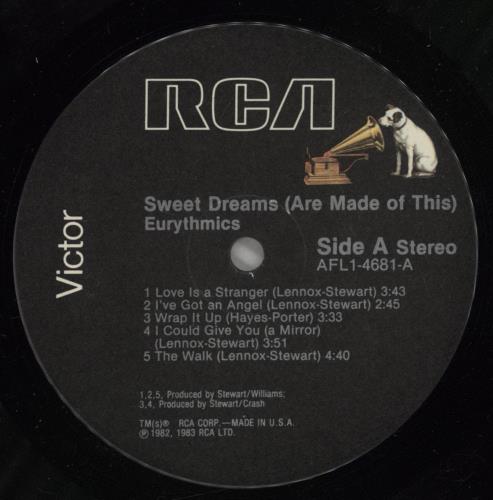 RCA
Victor
Sweet Dreams (Are Made of This)
Eurythmics
Side A Stereo
AFL1-4681-A
1 Love Is a Stranger (Lennox-Stewart) 3:43
2 I've Got an Angel (Lennox-Stewart) 2:45
3 Wrap It Up (Hayes-Porter) 3:33
4 I Could Give You (a Mirror)
(Lennox-Stewart) 3:51
5 The Walk (Lennox-Stewart) 4:40
1,2,5, Produced by Stewart/Williams;
3,4, Produced by Stewart/Crash
TM(s)® RCA CORP.—MADE IN U.S.A.
℗ 1982, 1983 RCA LTD.